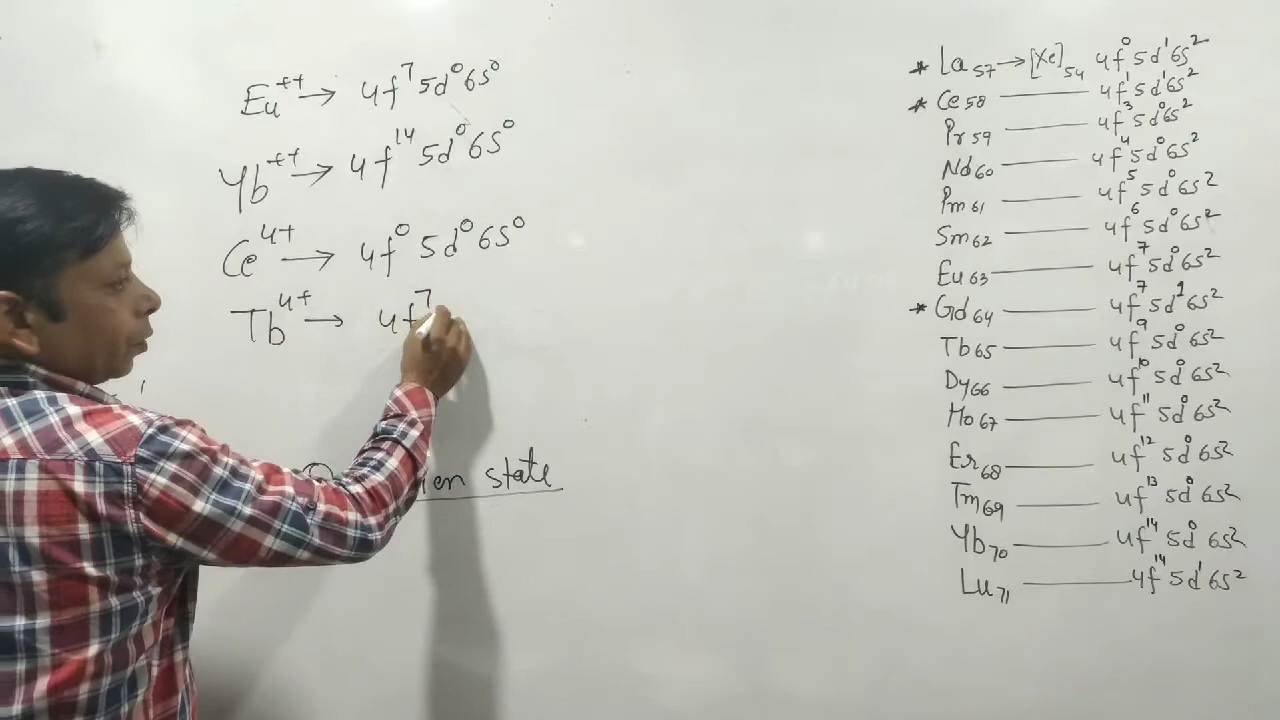 Eu⁺⁺ → 4f⁷ 5d⁰ 6s⁰
Yb⁺⁺ → 4f¹⁴ 5d⁰ 6s⁰
Ce⁴⁺ → 4f⁰ 5d⁰ 6s⁰
Tb⁴⁺ → 4f⁷
state
* La₅₇ → [Xe]₅₄ 4f⁰ 5d¹ 6s²
* Ce₅₈ — 4f¹ 5d¹ 6s²
Pr₅₉ — 4f³ 5d⁰ 6s²
Nd₆₀ — 4f⁴ 5d⁰ 6s²
Pm₆₁ — 4f⁵ 5d⁰ 6s²
Sm₆₂ — 4f⁶ 5d⁰ 6s²
Eu₆₃ — 4f⁷ 5d⁰ 6s²
* Gd₆₄ — 4f⁷ 5d¹ 6s²
Tb₆₅ — 4f⁹ 5d⁰ 6s²
Dy₆₆ — 4f¹⁰ 5d⁰ 6s²
Ho₆₇ — 4f¹¹ 5d⁰ 6s²
Er₆₈ — 4f¹² 5d⁰ 6s²
Tm₆₉ — 4f¹³ 5d⁰ 6s²
Yb₇₀ — 4f¹⁴ 5d⁰ 6s²
Lu₇₁ — 4f¹⁴ 5d¹ 6s²